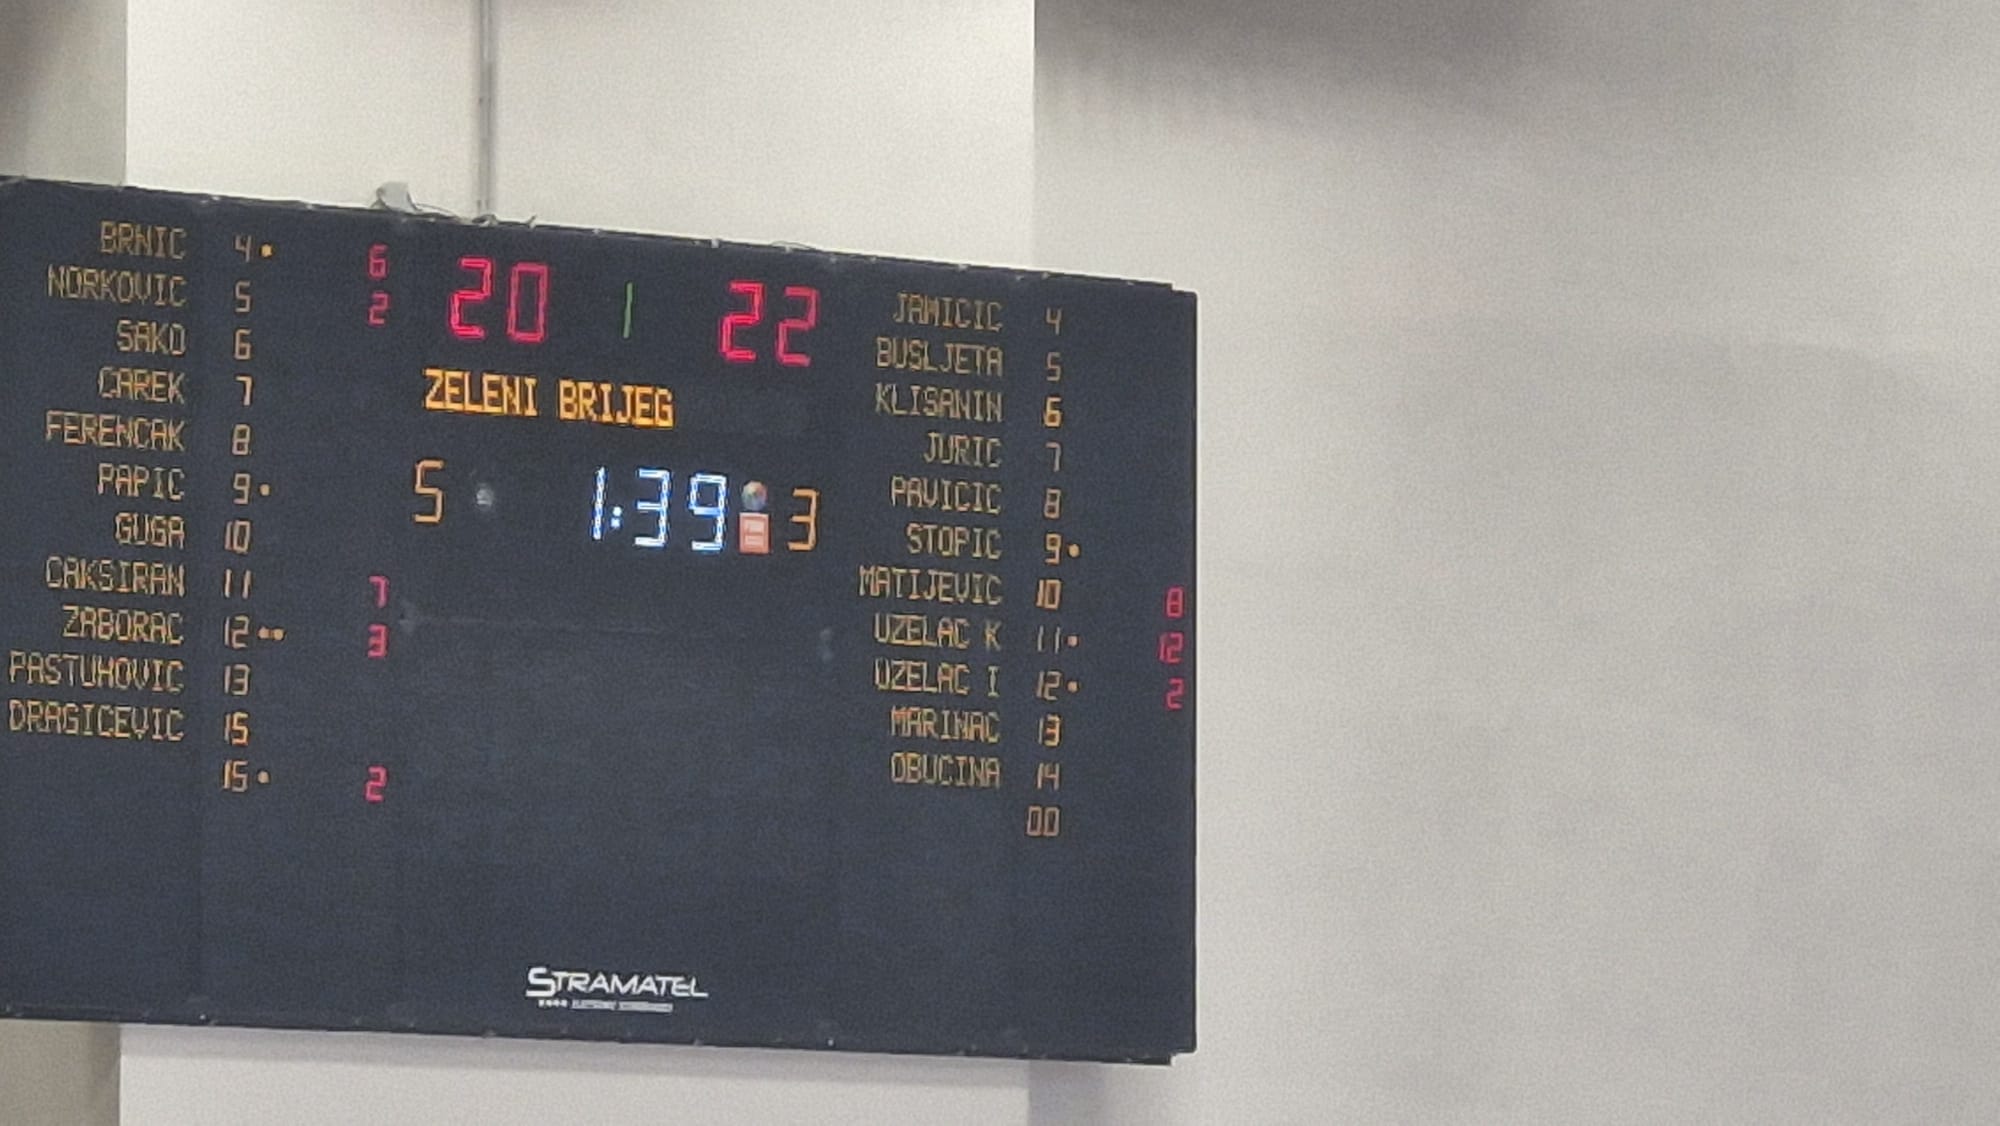 BRNIC 4 6
NORKOVIC 5 2
SAKO 6
CAREK 7
FERENCAK 8
PAPIC 9
GUGA 10
CAKSIRAN 11 7
ZABORAC 12 3
PASTUHOVIC 13
DRAGICEVIC 15
15 2
20 1 22
ZELENI BRIJEG
5 1:39 3
JAMICIC 4
BUSLJETA 5
KLISANIN 6
JURIC 7
PAVICIC 8
STOPIC 9
MATIJEVIC 10 8
UZELAC K 11 12
UZELAC I 12 2
MARINAC 13
OBUCINA 14
00
STRAMATEL